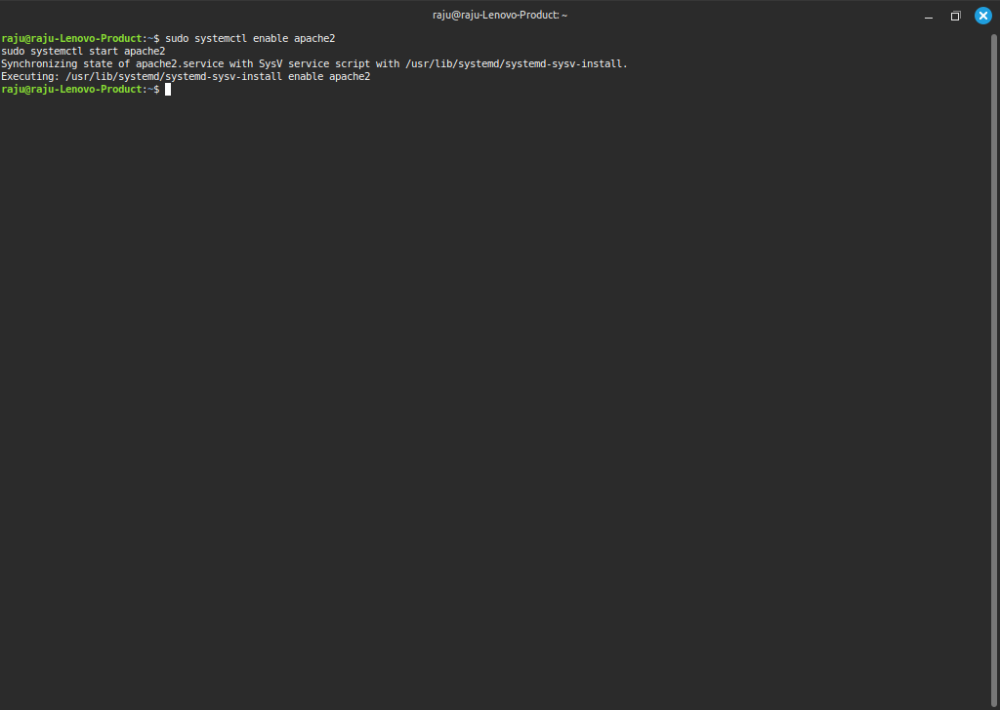 raju@raju-Lenovo-Product: ~
raju@raju-Lenovo-Product:~$ sudo systemctl enable apache2
sudo systemctl start apache2
Synchronizing state of apache2.service with SysV service script with /usr/lib/systemd/systemd-sysv-install.
Executing: /usr/lib/systemd/systemd-sysv-install enable apache2
raju@raju-Lenovo-Product:~$